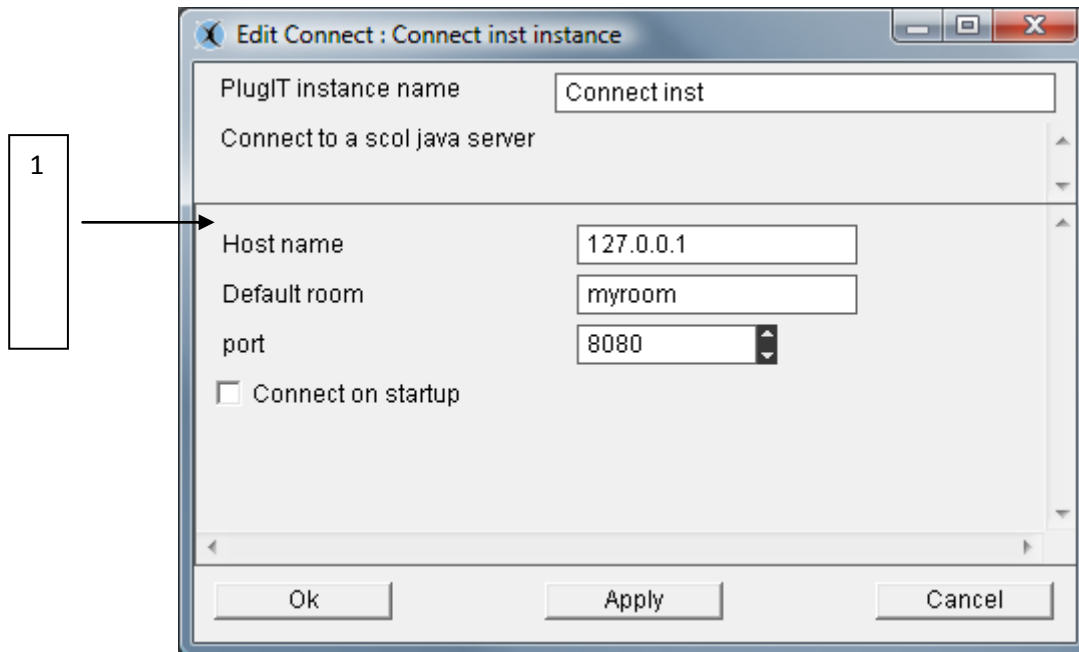 Edit Connect : Connect inst instance
PlugIT instance name Connect inst
Connect to a scol java server
1
Host name 127.0.0.1
Default room myroom
port 8080
Connect on startup
Ok Apply Cancel